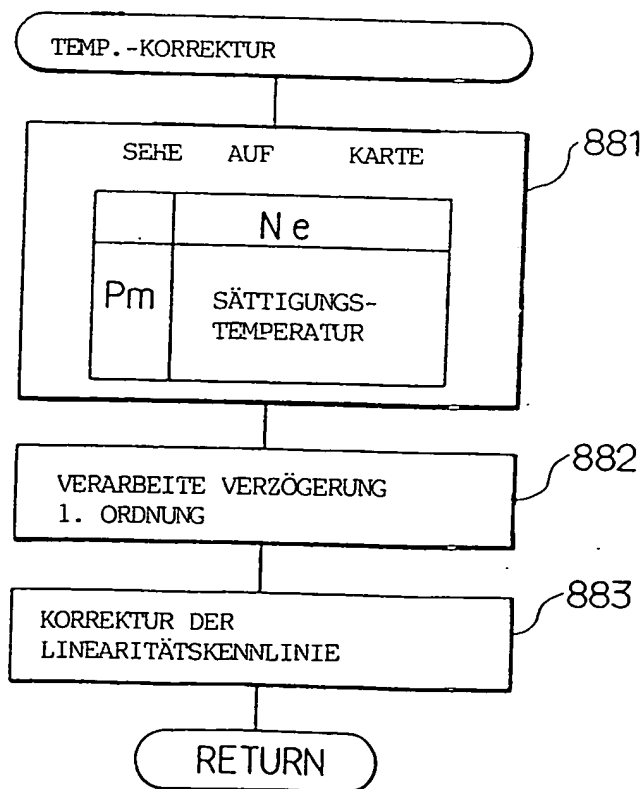 TEMP.-KORREKTUR
SEHE AUF KARTE
881
Ne
Pm
SÄTTIGUNGS-
TEMPERATUR
882
VERARBEITE VERZÖGERUNG
1. ORDNUNG
883
KORREKTUR DER
LINEARITÄTSKENNLINIE
RETURN